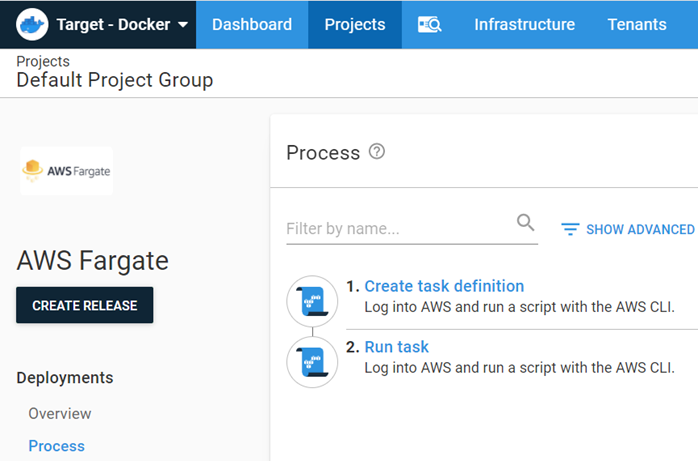 Target - Docker Dashboard Projects Infrastructure Tenants
Projects
Default Project Group
AWS Fargate
AWS Fargate
CREATE RELEASE
Deployments
Overview
Process
Process
Filter by name...
SHOW ADVANCED
1. Create task definition
Log into AWS and run a script with the AWS CLI.
2. Run task
Log into AWS and run a script with the AWS CLI.